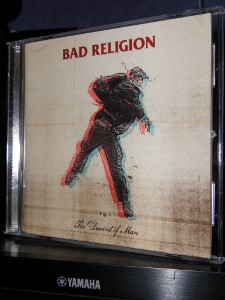 BAD RELIGION
The Dissent of Man
YAMAHA